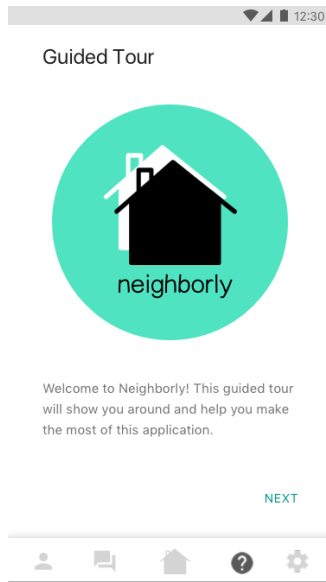 12:30
Guided Tour
neighborly
Welcome to Neighborly! This guided tour
will show you around and help you make
the most of this application.
NEXT
?